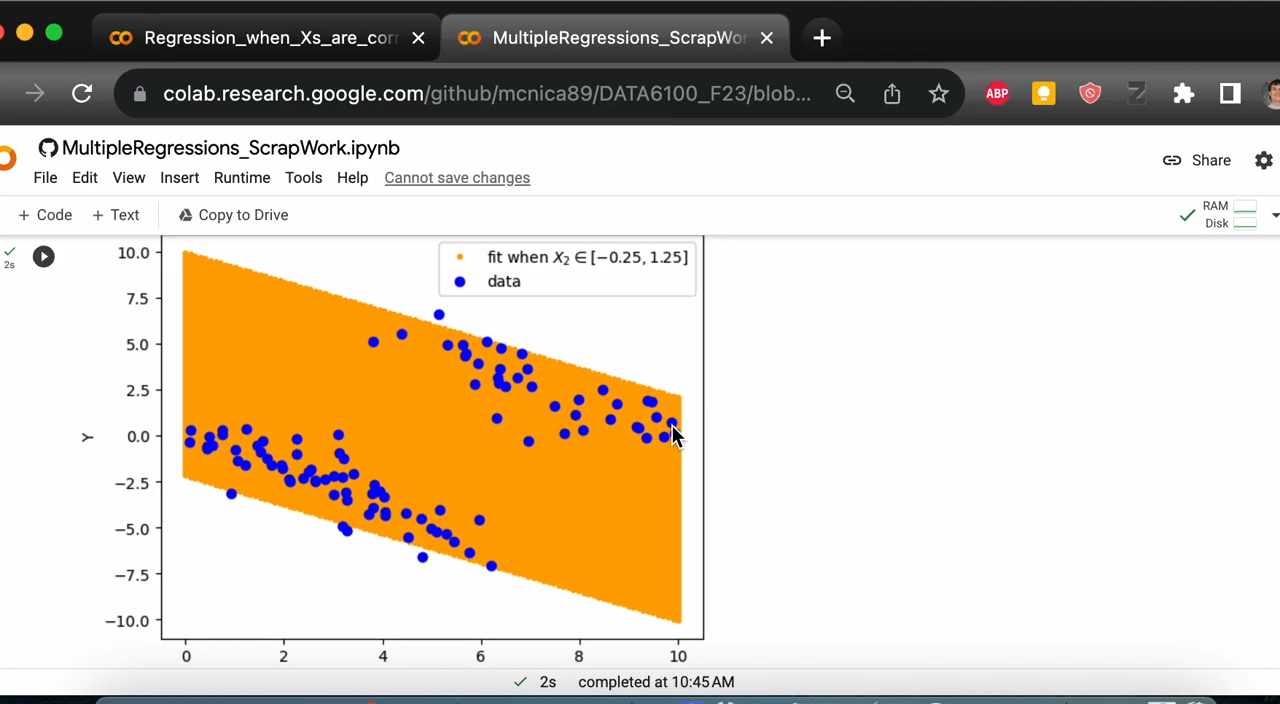 Regression_when_Xs_are_corr
MultipleRegressions_ScrapWor
colab.research.google.com/github/mcnica89/DATA6100_F23/blob...
ABP
MultipleRegressions_ScrapWork.ipynb
Share
File Edit View Insert Runtime Tools Help Cannot save changes
+ Code + Text Copy to Drive
RAM
Disk
2s
fit when X₂ ∈ [−0.25, 1.25]
data
10.0
7.5
5.0
2.5
0.0
−2.5
−5.0
−7.5
−10.0
Y
0 2 4 6 8 10
2s completed at 10:45 AM